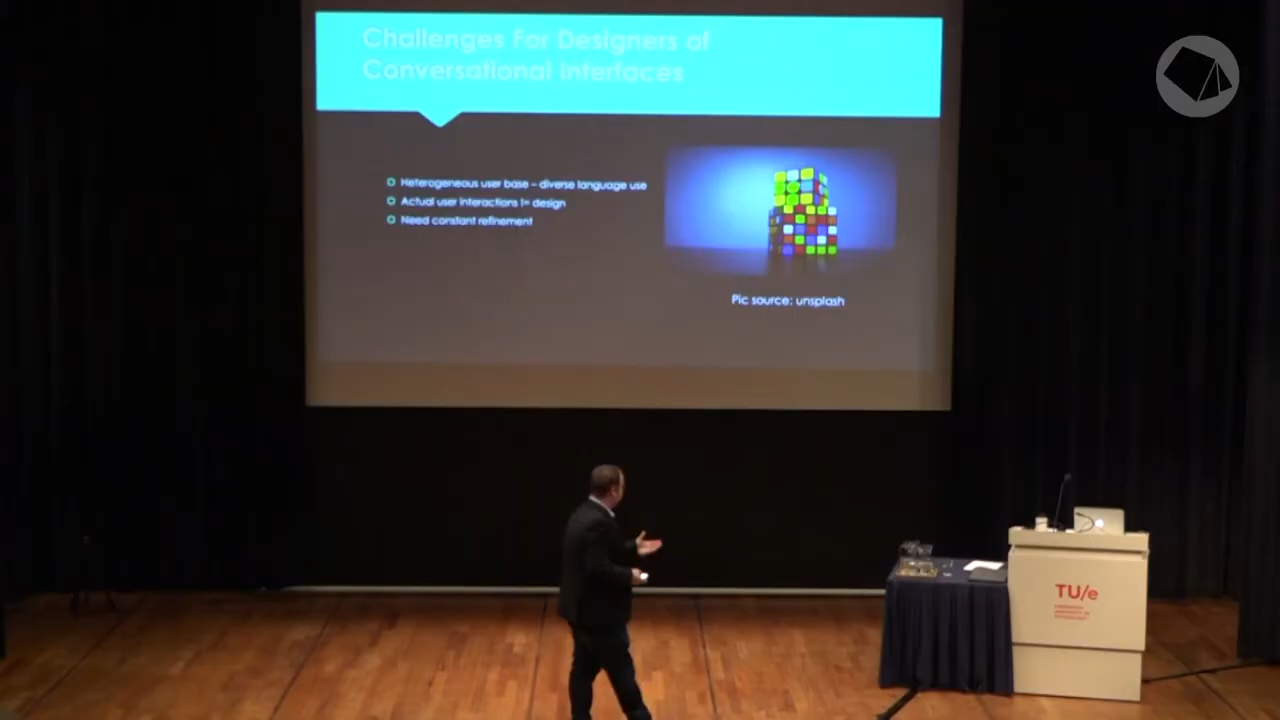 Challenges for Designers of
Conversational Interfaces
Heterogeneous user base – diverse language use
Actual user interactions != design
Need constant refinement
Pic source: unsplash
TU/e